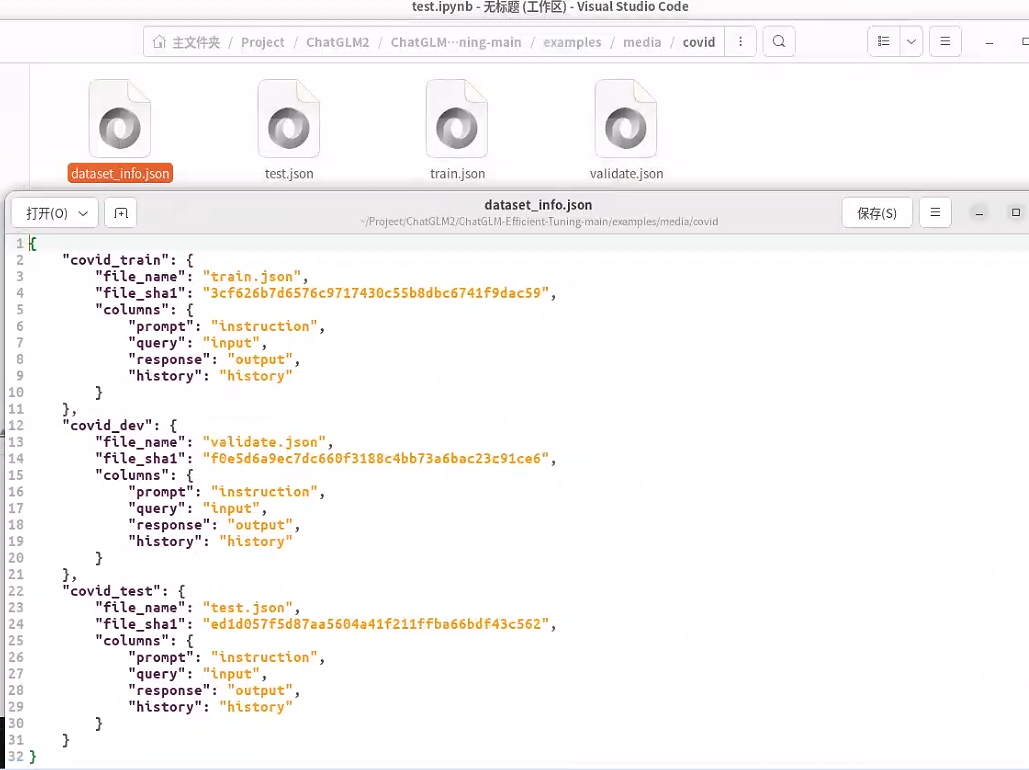 test.ipynb - 无标题 (工作区) - Visual Studio Code
主文件夹 / Project / ChatGLM2 / ChatGLM···ning-main / examples / media / covid
dataset_info.json test.json train.json validate.json
打开(O) dataset_info.json 保存(S)
~/Project/ChatGLM2/ChatGLM-Efficient-Tuning-main/examples/media/covid
1 {
2 "covid_train": {
3 "file_name": "train.json",
4 "file_sha1": "3cf626b7d6576c9717430c55b8dbc6741f9dac59",
5 "columns": {
6 "prompt": "instruction",
7 "query": "input",
8 "response": "output",
9 "history": "history"
10 }
11 },
12 "covid_dev": {
13 "file_name": "validate.json",
14 "file_sha1": "f0e5d6a9ec7dc660f3188c4bb73a6bac23c91ce6",
15 "columns": {
16 "prompt": "instruction",
17 "query": "input",
18 "response": "output",
19 "history": "history"
20 }
21 },
22 "covid_test": {
23 "file_name": "test.json",
24 "file_sha1": "ed1d057f5d87aa5604a41f211ffba66bdf43c562",
25 "columns": {
26 "prompt": "instruction",
27 "query": "input",
28 "response": "output",
29 "history": "history"
30 }
31 }
32 }